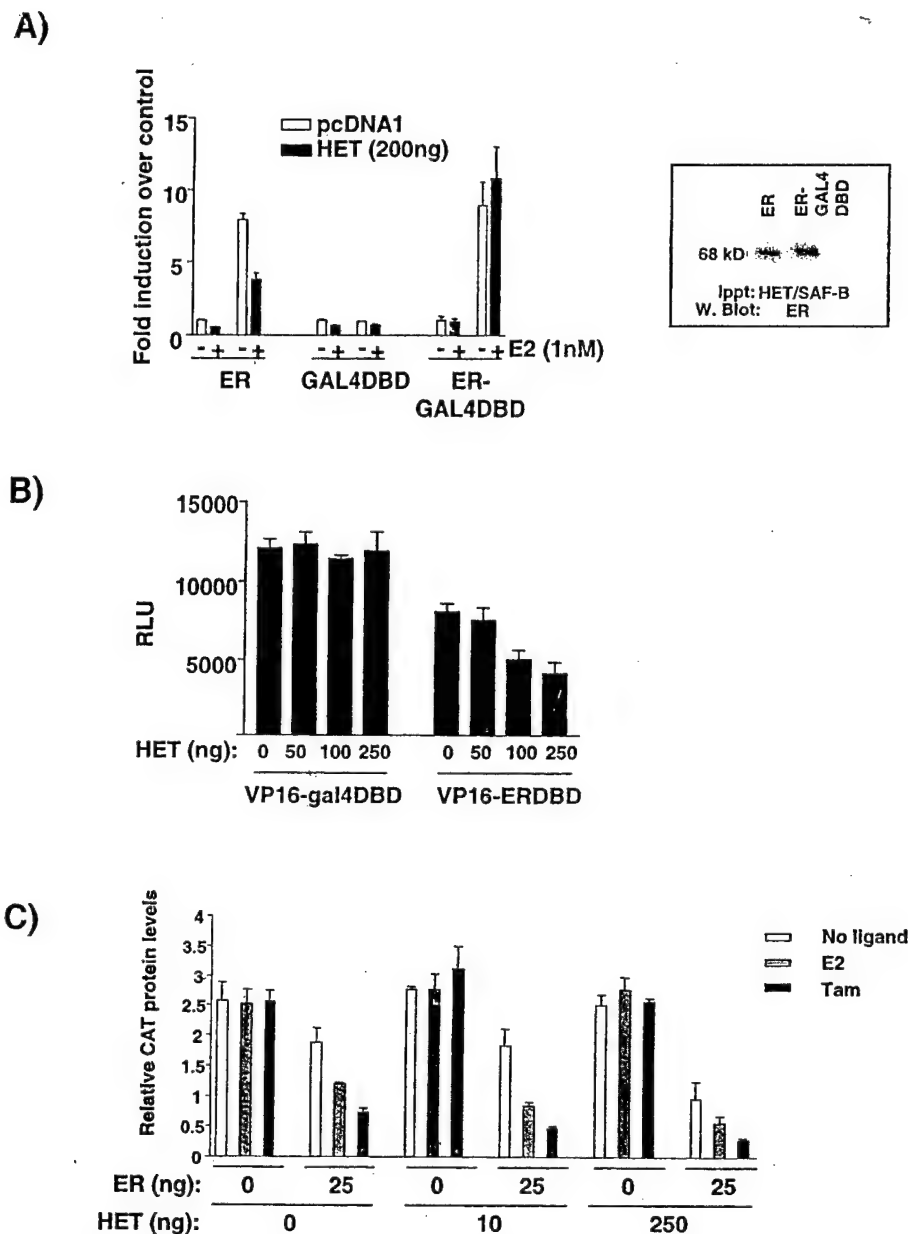 A)
Fold induction over control
15
10
5
0
pcDNA1
HET (200ng)
- + - + - + - + - + - + E2 (1nM)
ER GAL4DBD ER-
GAL4DBD
ER ER-
GAL4
DBD
68 kD
Ippt: HET/SAF-B
W. Blot: ER
B)
RLU
15000
10000
5000
HET (ng): 0 50 100 250 0 50 100 250
VP16-gal4DBD VP16-ERDBD
C)
Relative CAT protein levels
4
3.5
3
2.5
2
1.5
1
0.5
0
No ligand
E2
Tam
ER (ng): 0 25 0 25 0 25
HET (ng): 0 10 250